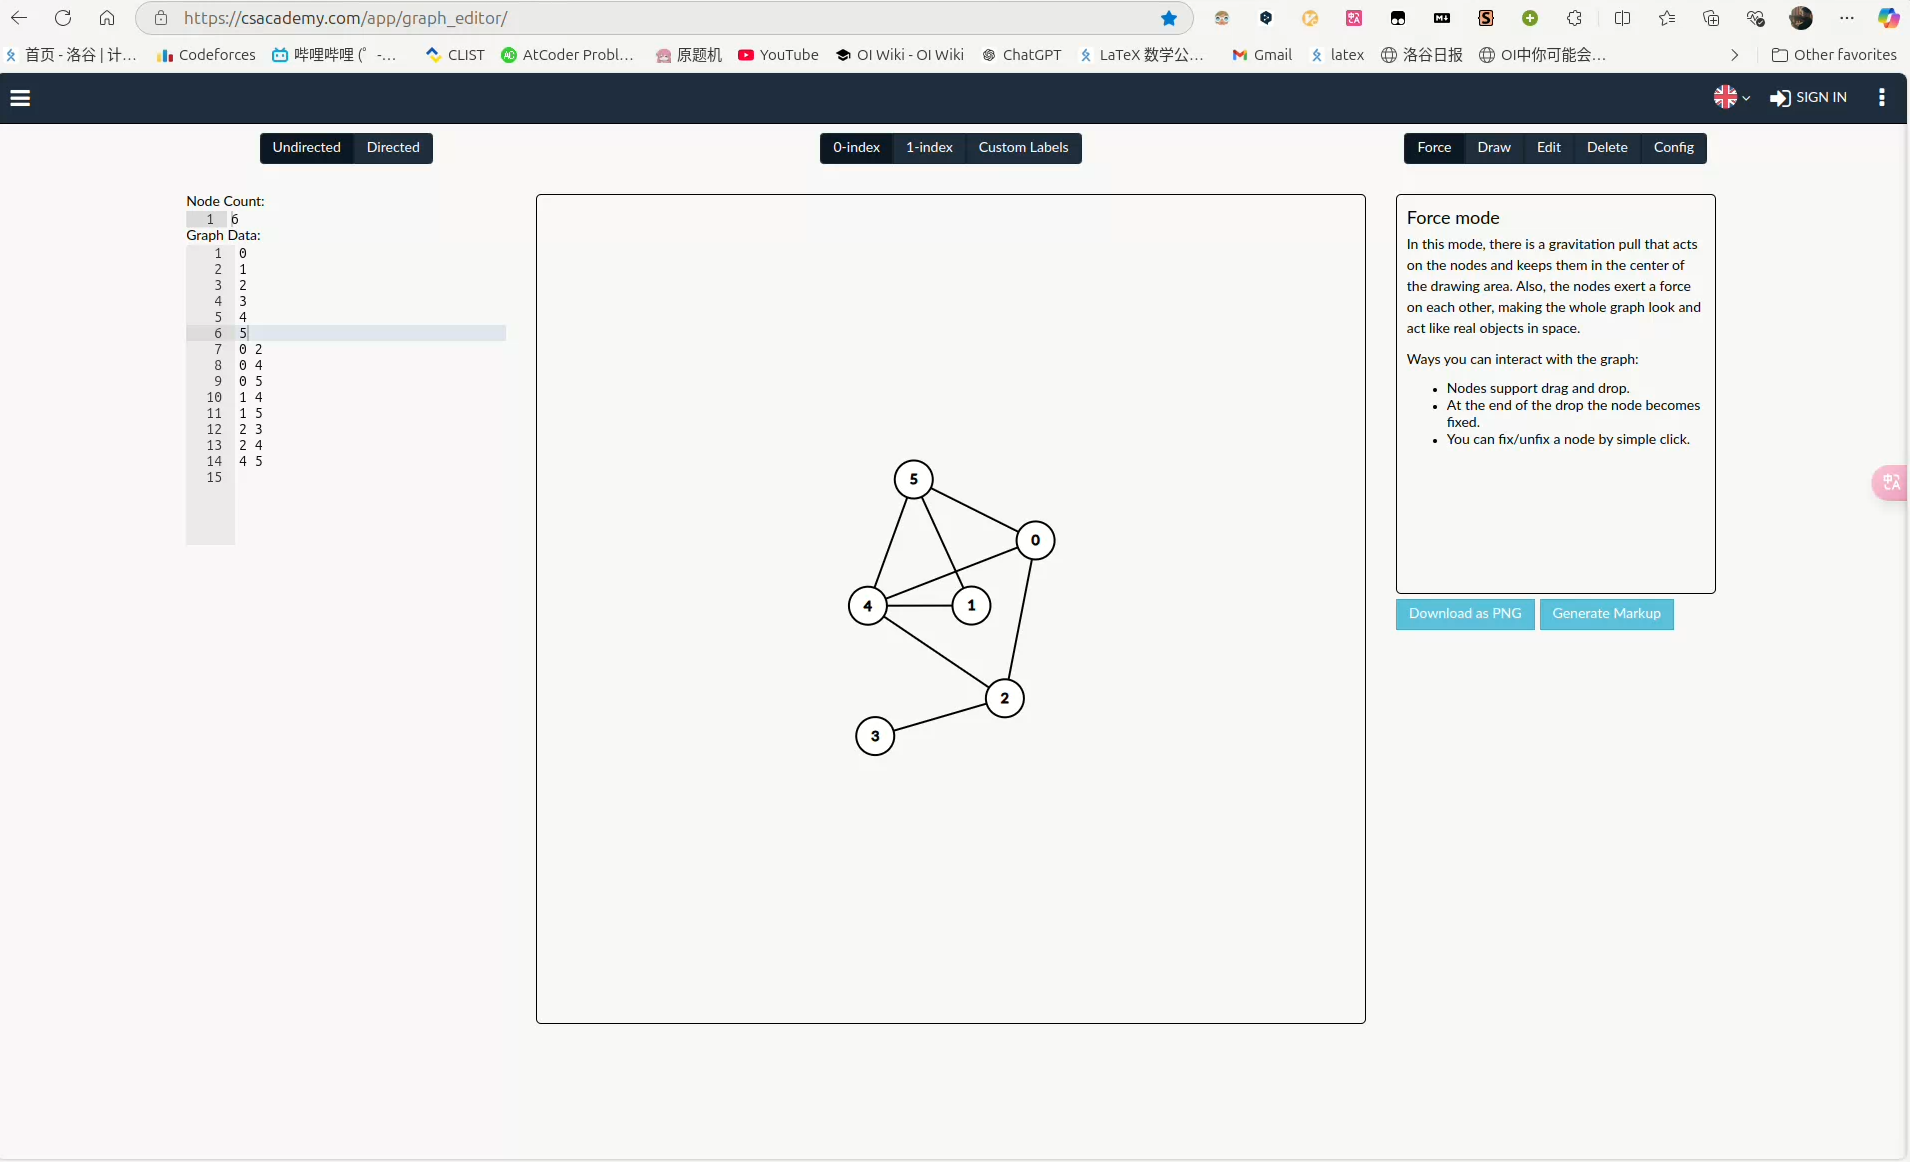 https://csacademy.com/app/graph_editor/
首页 - 洛谷 | 计… Codeforces 哔哩哔哩 (゜-… CLIST AtCoder Probl… 原题机 YouTube OI Wiki - OI Wiki ChatGPT LaTeX 数学公… Gmail latex 洛谷日报 OI中你可能会… Other favorites
SIGN IN
Undirected Directed 0-index 1-index Custom Labels Force Draw Edit Delete Config
Node Count:
1 6
Graph Data:
1 0
2 1
3 2
4 3
5 4
6 5
7 0 2
8 0 4
9 0 5
10 1 4
11 1 5
12 2 3
13 2 4
14 4 5
15
5
0
4
1
2
3
Force mode
In this mode, there is a gravitation pull that acts
on the nodes and keeps them in the center of
the drawing area. Also, the nodes exert a force
on each other, making the whole graph look and
act like real objects in space.
Ways you can interact with the graph:
• Nodes support drag and drop.
• At the end of the drop the node becomes
fixed.
• You can fix/unfix a node by simple click.
Download as PNG Generate Markup